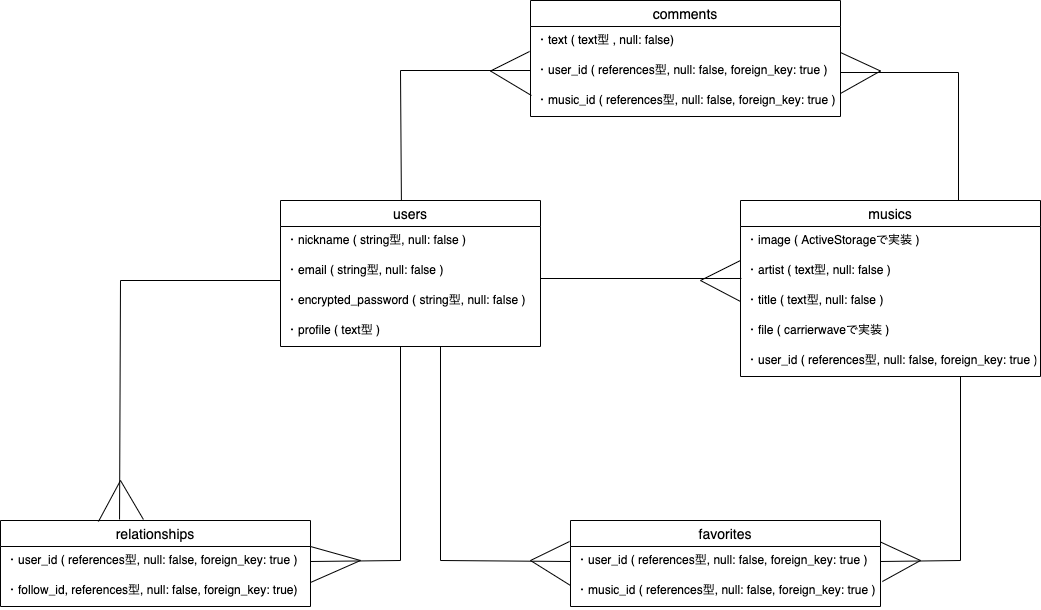 comments
・text ( text型 , null: false)
・user_id ( references型, null: false, foreign_key: true )
・music_id ( references型, null: false, foreign_key: true )
users
・nickname ( string型, null: false )
・email ( string型, null: false )
・encrypted_password ( string型, null: false )
・profile ( text型 )
musics
・image ( ActiveStorageで実装 )
・artist ( text型, null: false )
・title ( text型, null: false )
・file ( carrierwaveで実装 )
・user_id ( references型, null: false, foreign_key: true )
relationships
・user_id ( references型, null: false, foreign_key: true )
・follow_id, references型, null: false, foreign_key: true)
favorites
・user_id ( references型, null: false, foreign_key: true )
・music_id ( references型, null: false, foreign_key: true )